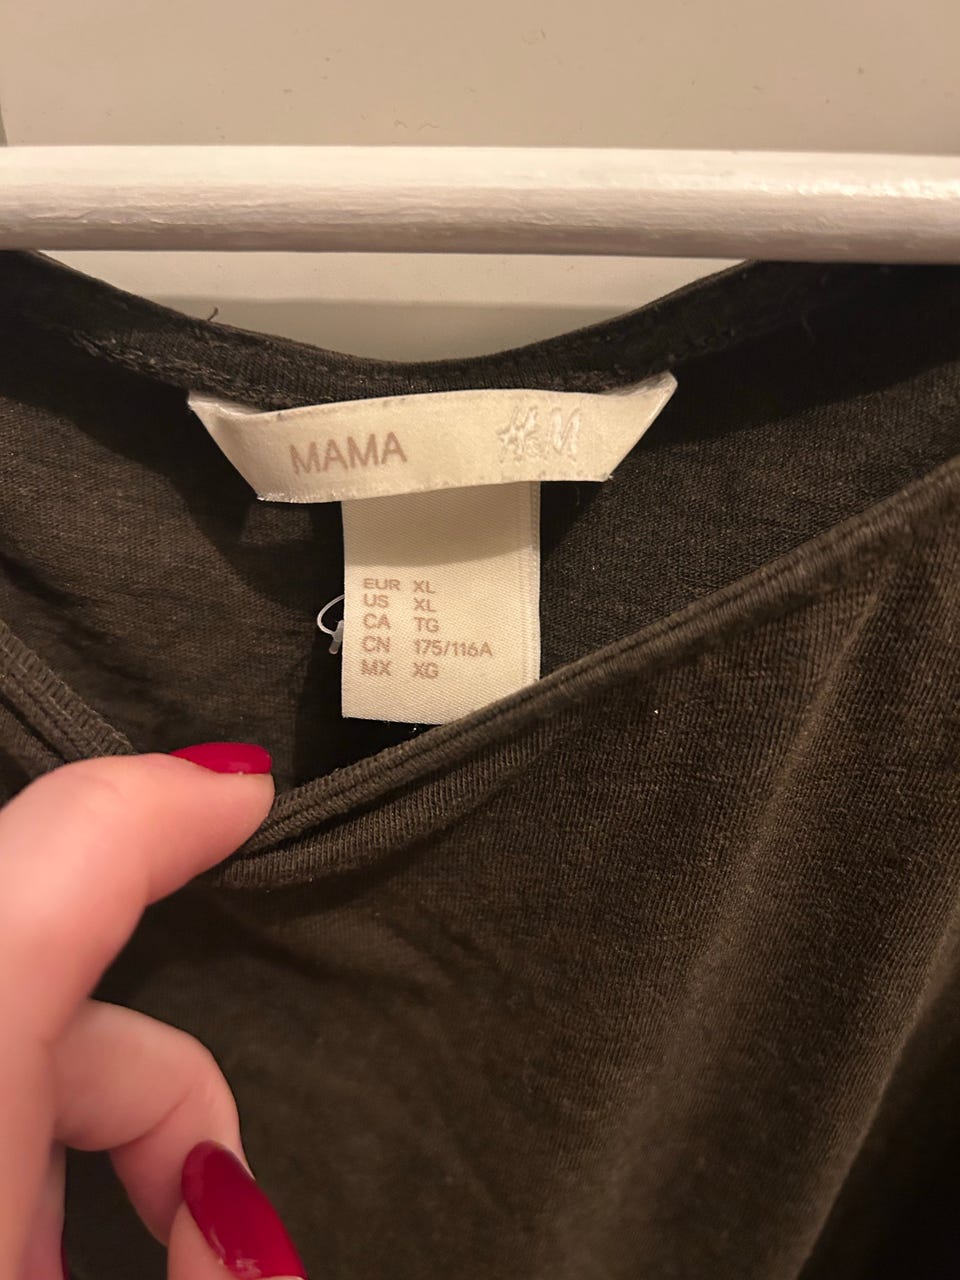 MAMA H&M
EUR XL
US XL
CA TG
CN 175/116A
MX XG